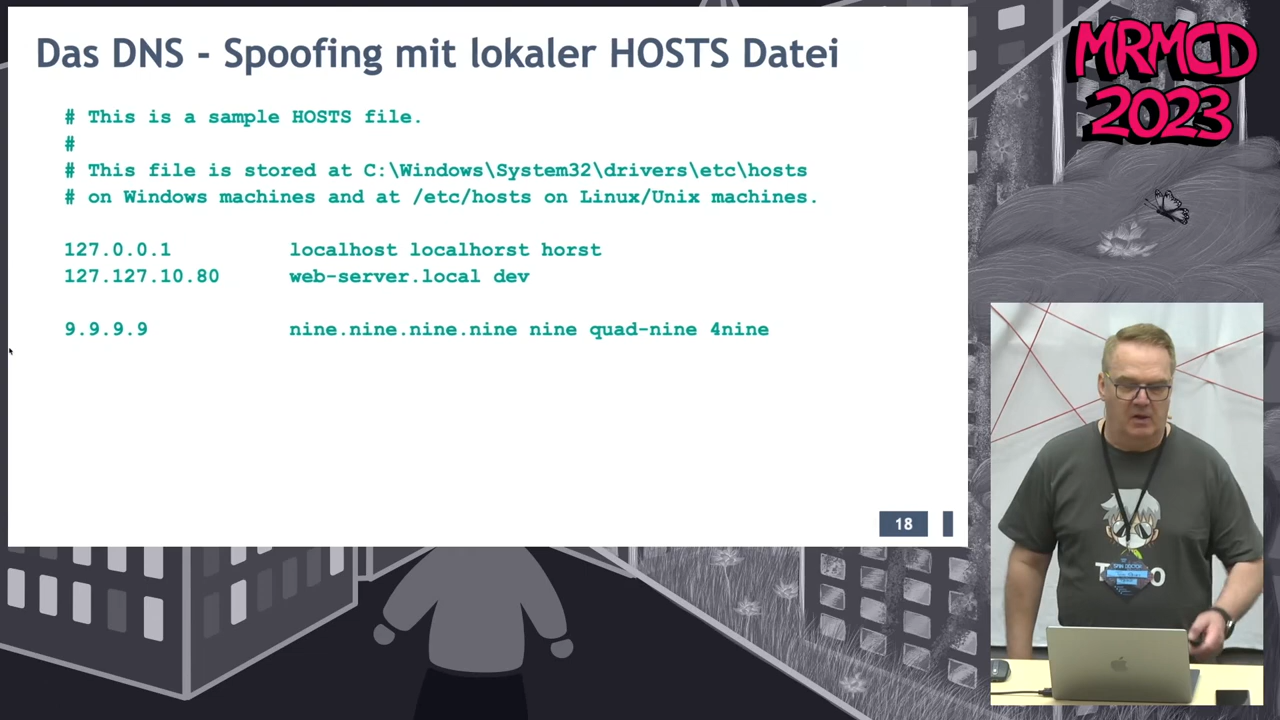 Das DNS - Spoofing mit lokaler HOSTS Datei
# This is a sample HOSTS file.
#
# This file is stored at C:\Windows\System32\drivers\etc\hosts
# on Windows machines and at /etc/hosts on Linux/Unix machines.
127.0.0.1 localhost localhorst horst
127.127.10.80 web-server.local dev
9.9.9.9 nine.nine.nine.nine nine quad-nine 4nine
18
MRMCD
2023